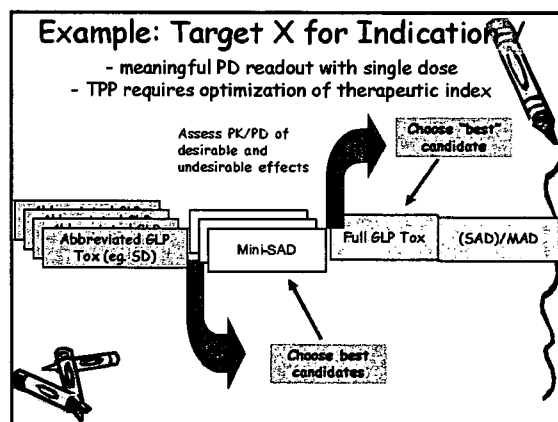 Example: Target X for Indication Y
- meaningful PD readout with single dose
- TPP requires optimization of therapeutic index
Assess PK/PD of
desirable and
undesirable effects
Choose "best"
candidate
Abbreviated GLP
Tox (eg. SD)
Mini-SAD
Full GLP Tox
(SAD)/MAD
Choose best
candidates